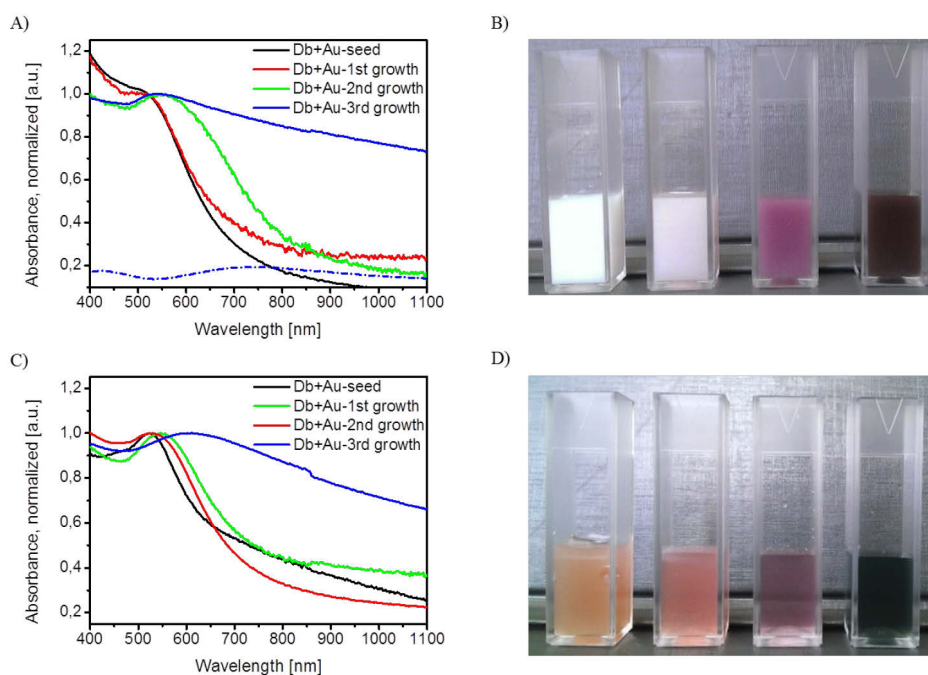 A)
Absorbance, normalized [a.u.]
1,2
1,0
0,8
0,6
0,4
0,2
Db+Au-seed
Db+Au-1st growth
Db+Au-2nd growth
Db+Au-3rd growth
400 500 600 700 800 900 1000 1100
Wavelength [nm]
B)
C)
Absorbance, normalized [a.u.]
1,2
1,0
0,8
0,6
0,4
0,2
Db+Au-seed
Db+Au-1st growth
Db+Au-2nd growth
Db+Au-3rd growth
400 500 600 700 800 900 1000 1100
Wavelength [nm]
D)